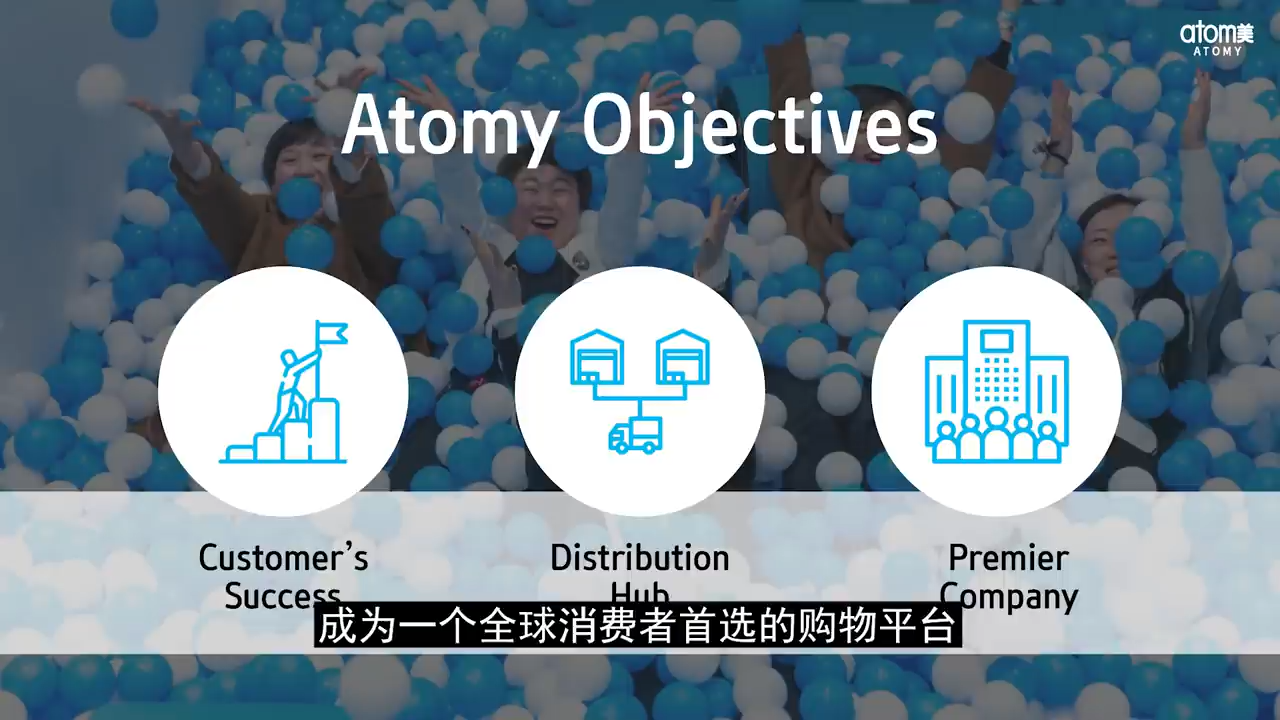 atom美
ATOMY
Atomy Objectives
Customer's
Success
Distribution
Hub
Premier
Company
成为一个全球消费者首选的购物平台